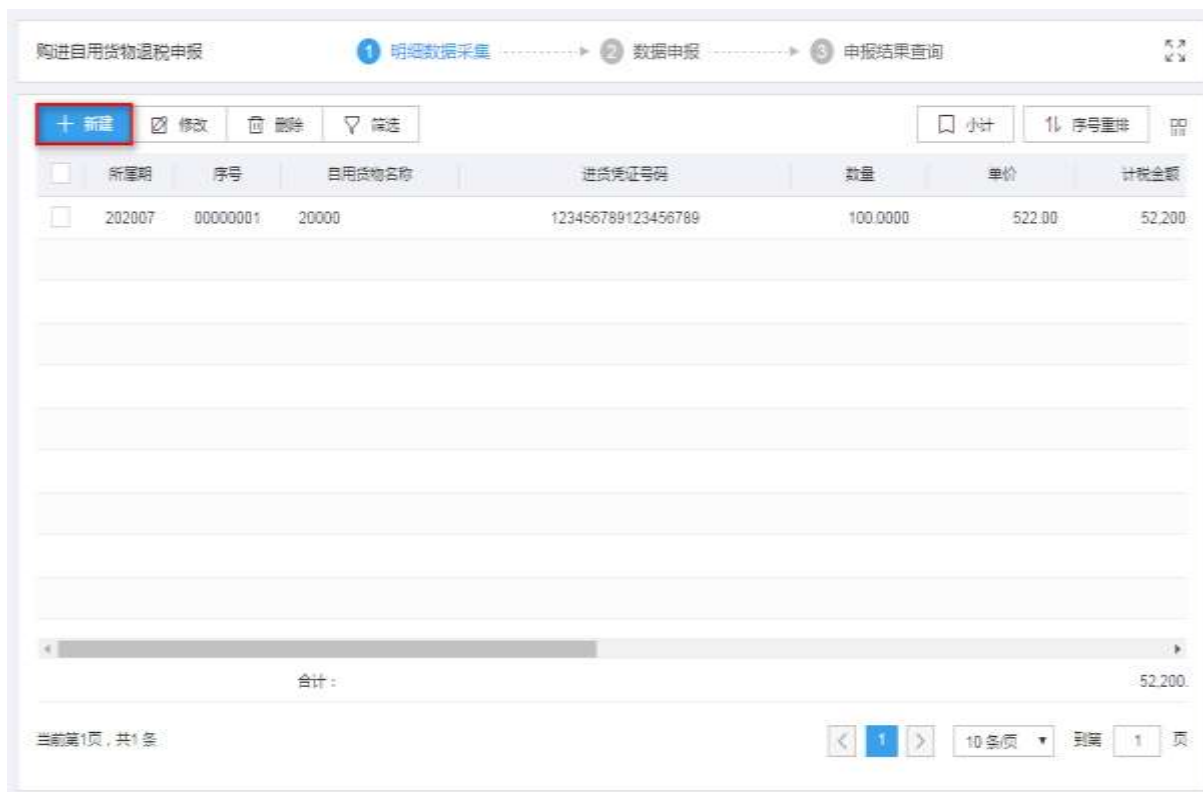 购进自用货物退税申报 1 明细数据采集 2 数据申报 3 申报结果查询
新建 修改 删除 筛选 小计 序号重排
所属期 序号 自用货物名称 进货凭证号码 数量 单价 计税金额
202007 00000001 20000 123456789123456789 100.0000 522.00 52,200
合计： 52,200.
当前第1页，共1条 1 10 条/页 到第 1 页